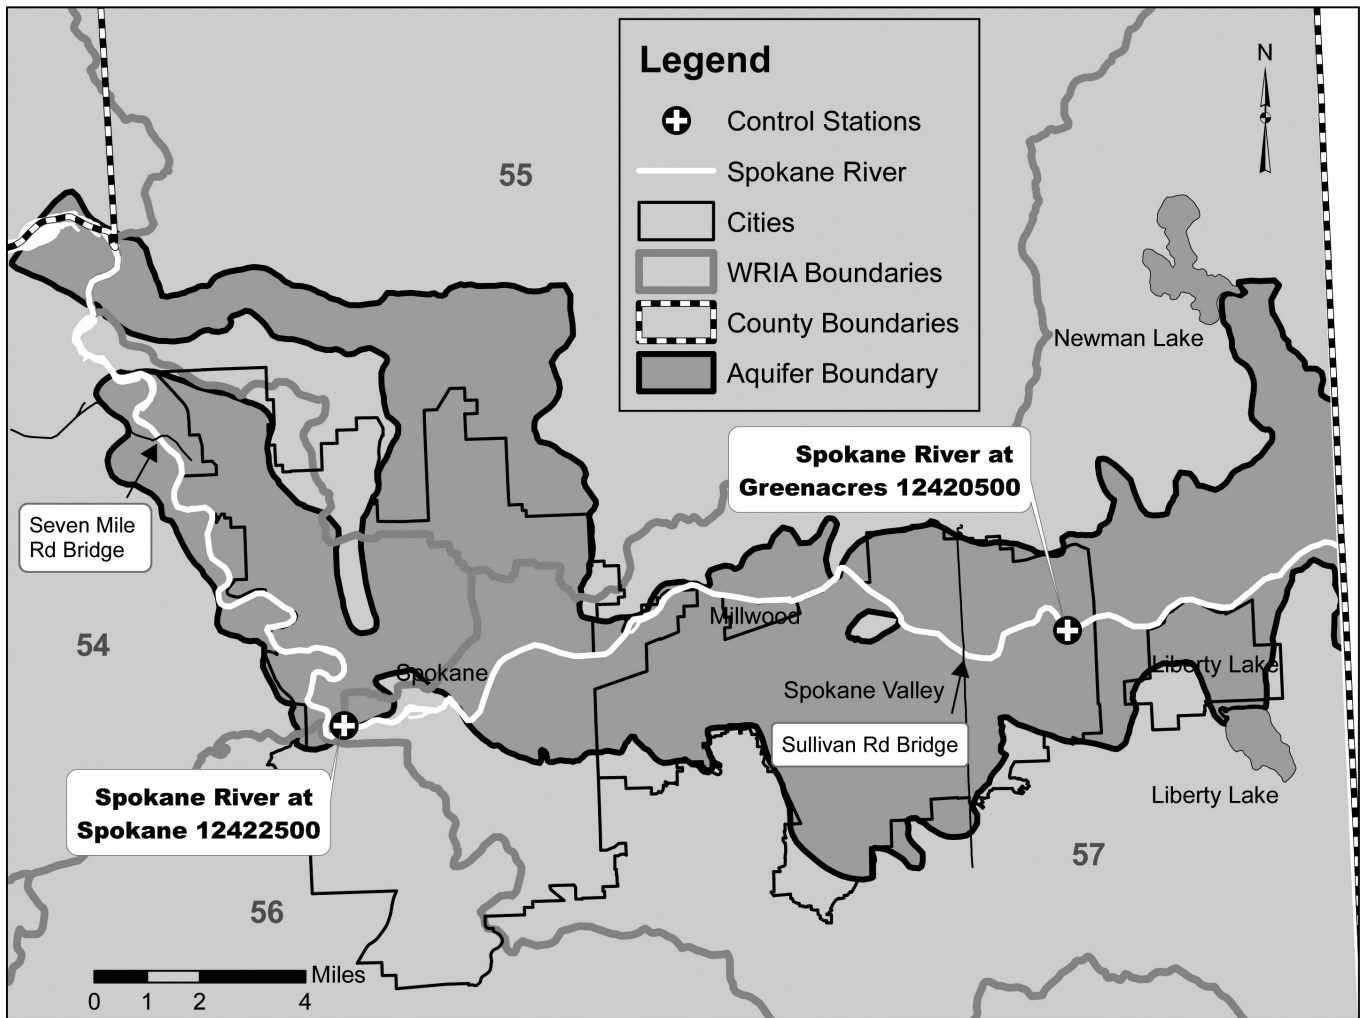 Legend
Control Stations
Spokane River
Cities
WRIA Boundaries
County Boundaries
Aquifer Boundary
N
55
Newman Lake
Spokane River at
Greenacres 12420500
Seven Mile
Rd Bridge
54
Millwood
Spokane
Liberty Lake
Spokane Valley
Sullivan Rd Bridge
Spokane River at
Spokane 12422500
Liberty Lake
57
56
Miles
0 1 2 4